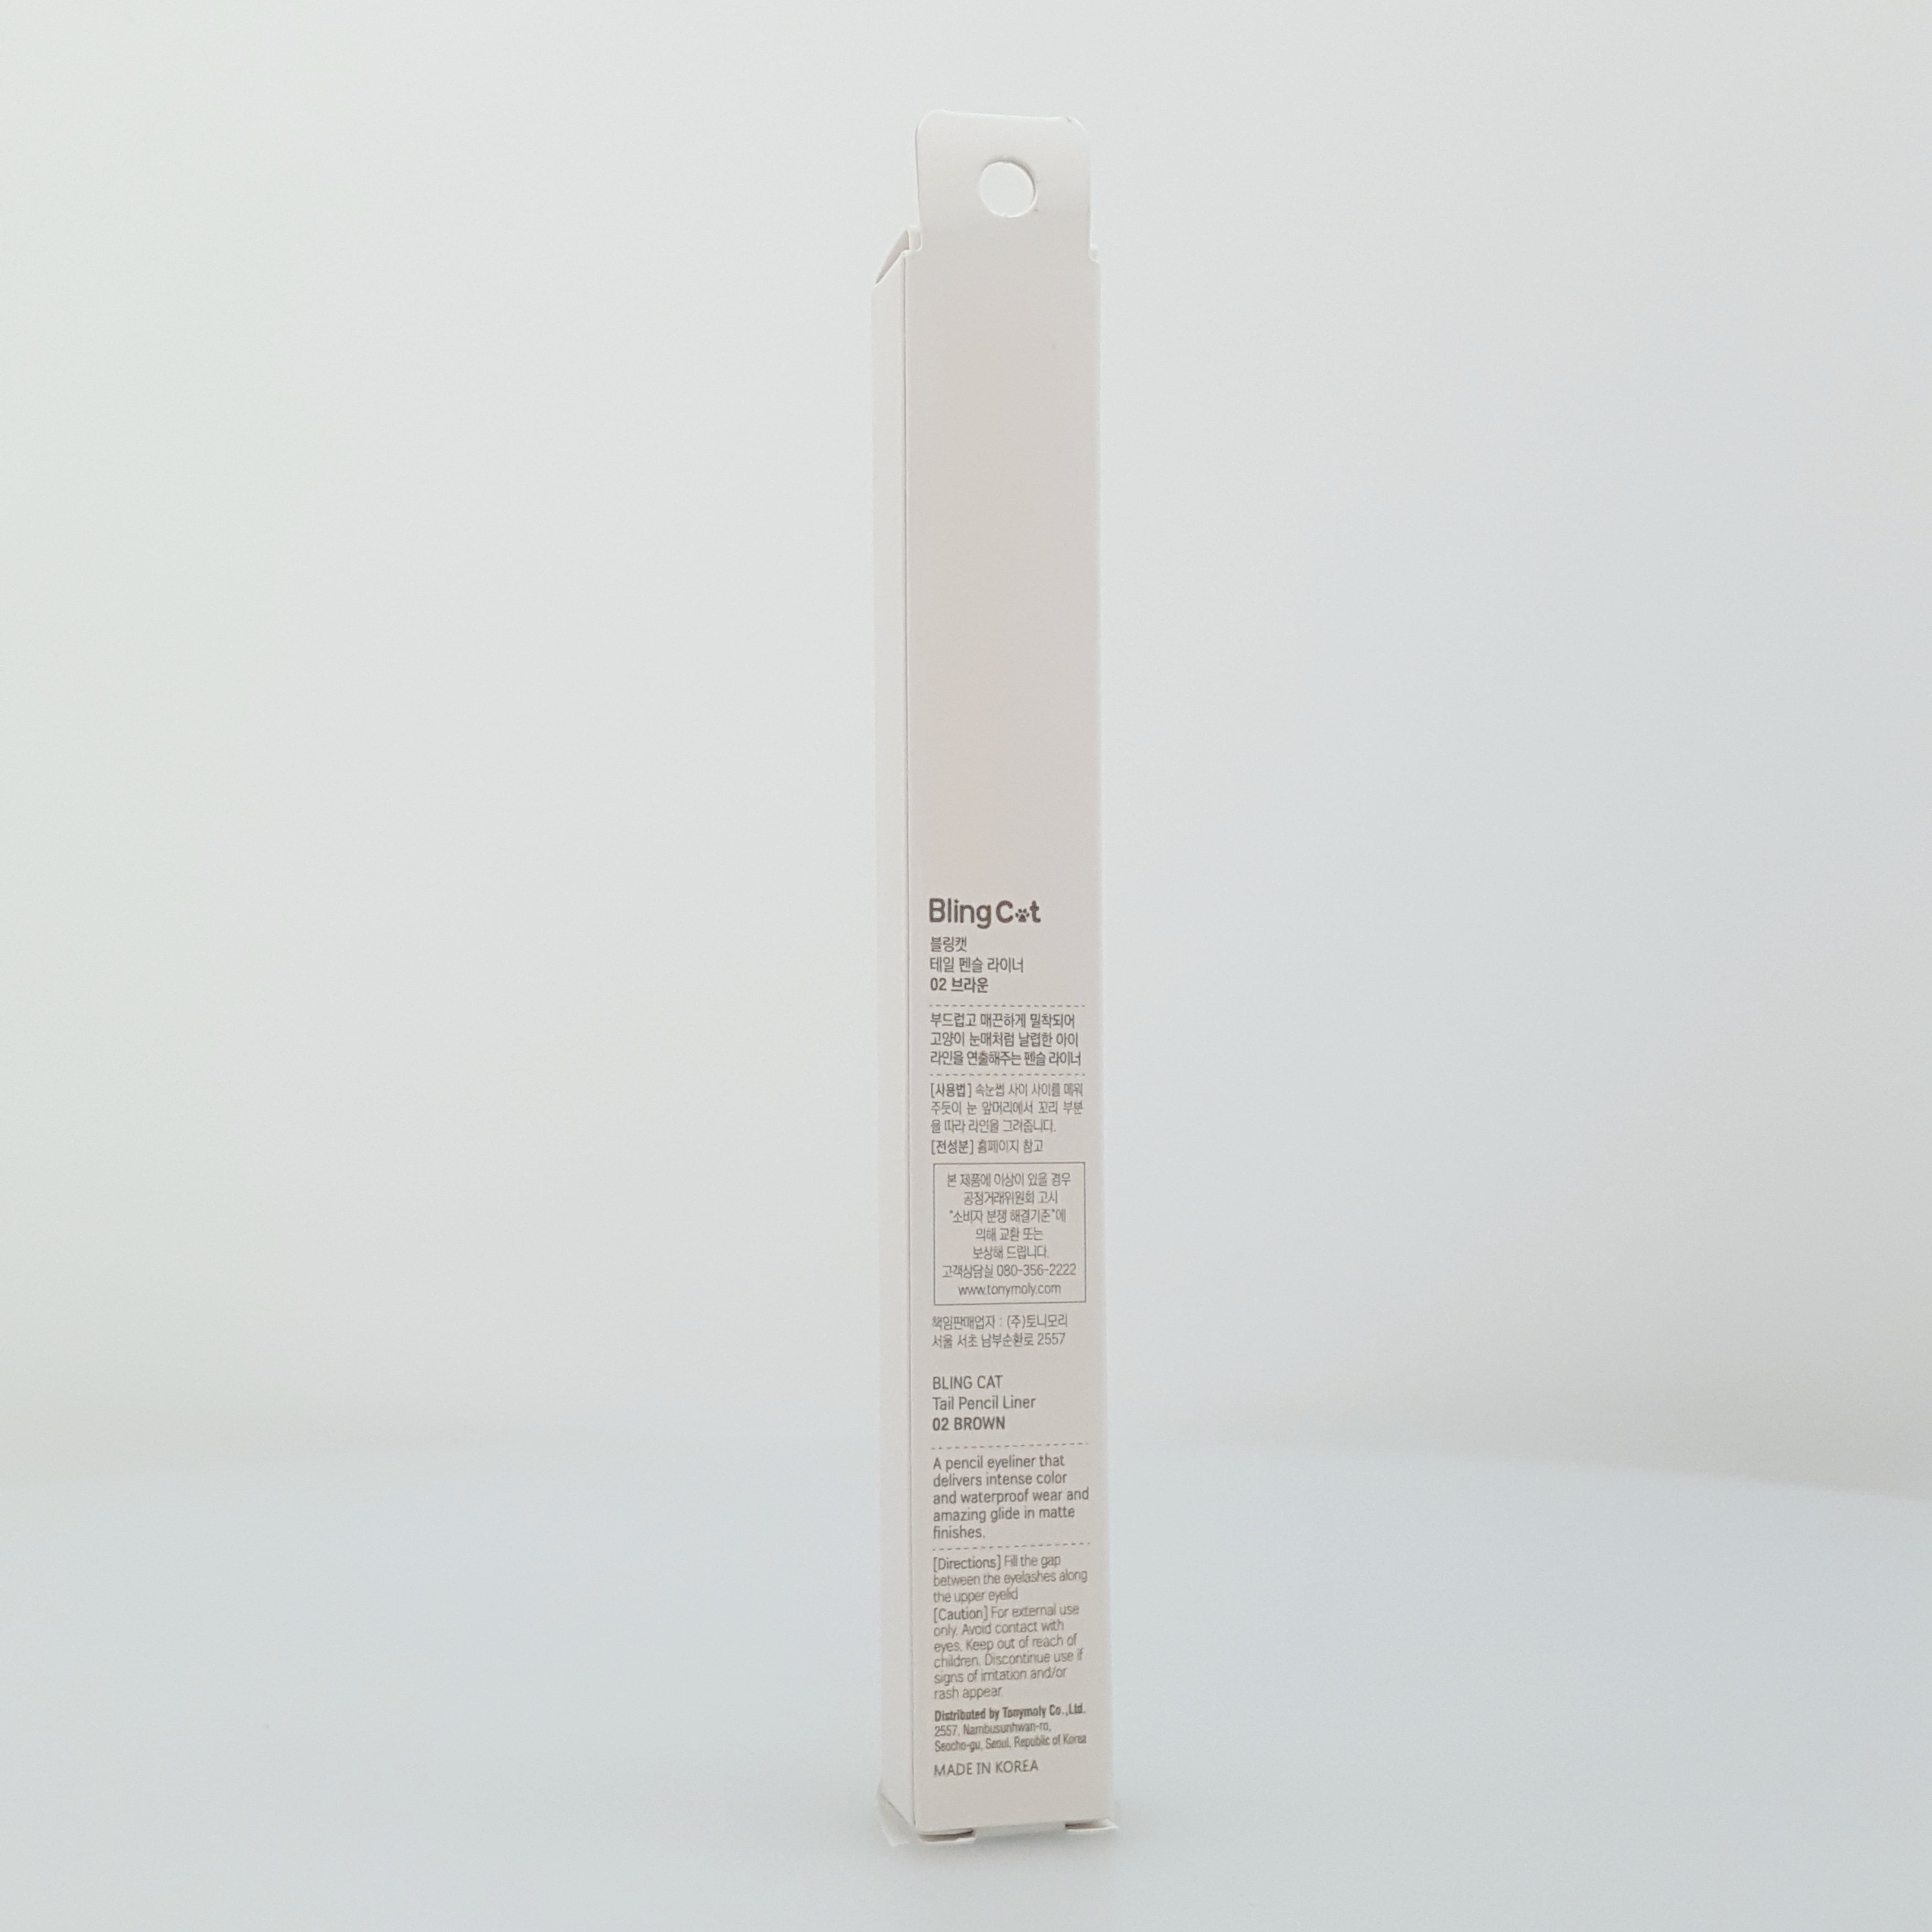 Bling Cat
블링캣
테일 펜슬 라이너
02 브라운
부드럽고 매끈하게 밀착되어
고양이 눈매처럼 날렵한 아이
라인을 연출해주는 펜슬 라이너
[사용법] 속눈썹 사이 사이를 메워
주듯이 눈 앞머리에서 꼬리 부분
을 따라 라인을 그려줍니다.
[전성분] 홈페이지 참고
본 제품에 이상이 있을 경우
공정거래위원회 고시
"소비자 분쟁 해결기준"에
의해 교환 또는
보상해 드립니다.
고객상담실 080-356-2222
www.tonymoly.com
책임판매업자 : (주)토니모리
서울 서초 남부순환로 2557
BLING CAT
Tail Pencil Liner
02 BROWN
A pencil eyeliner that
delivers intense color
and waterproof wear and
amazing glide in matte
finishes.
[Directions] Fill the gap
between the eyelashes along
the upper eyelid
[Caution] For external use
only. Avoid contact with
eyes. Keep out of reach of
children. Discontinue use if
signs of irritation and/or
rash appear.
Distributed by Tonymoly Co.,Ltd.
2557, Nambusunhwan-ro,
Seocho-gu, Seoul, Republic of Korea
MADE IN KOREA